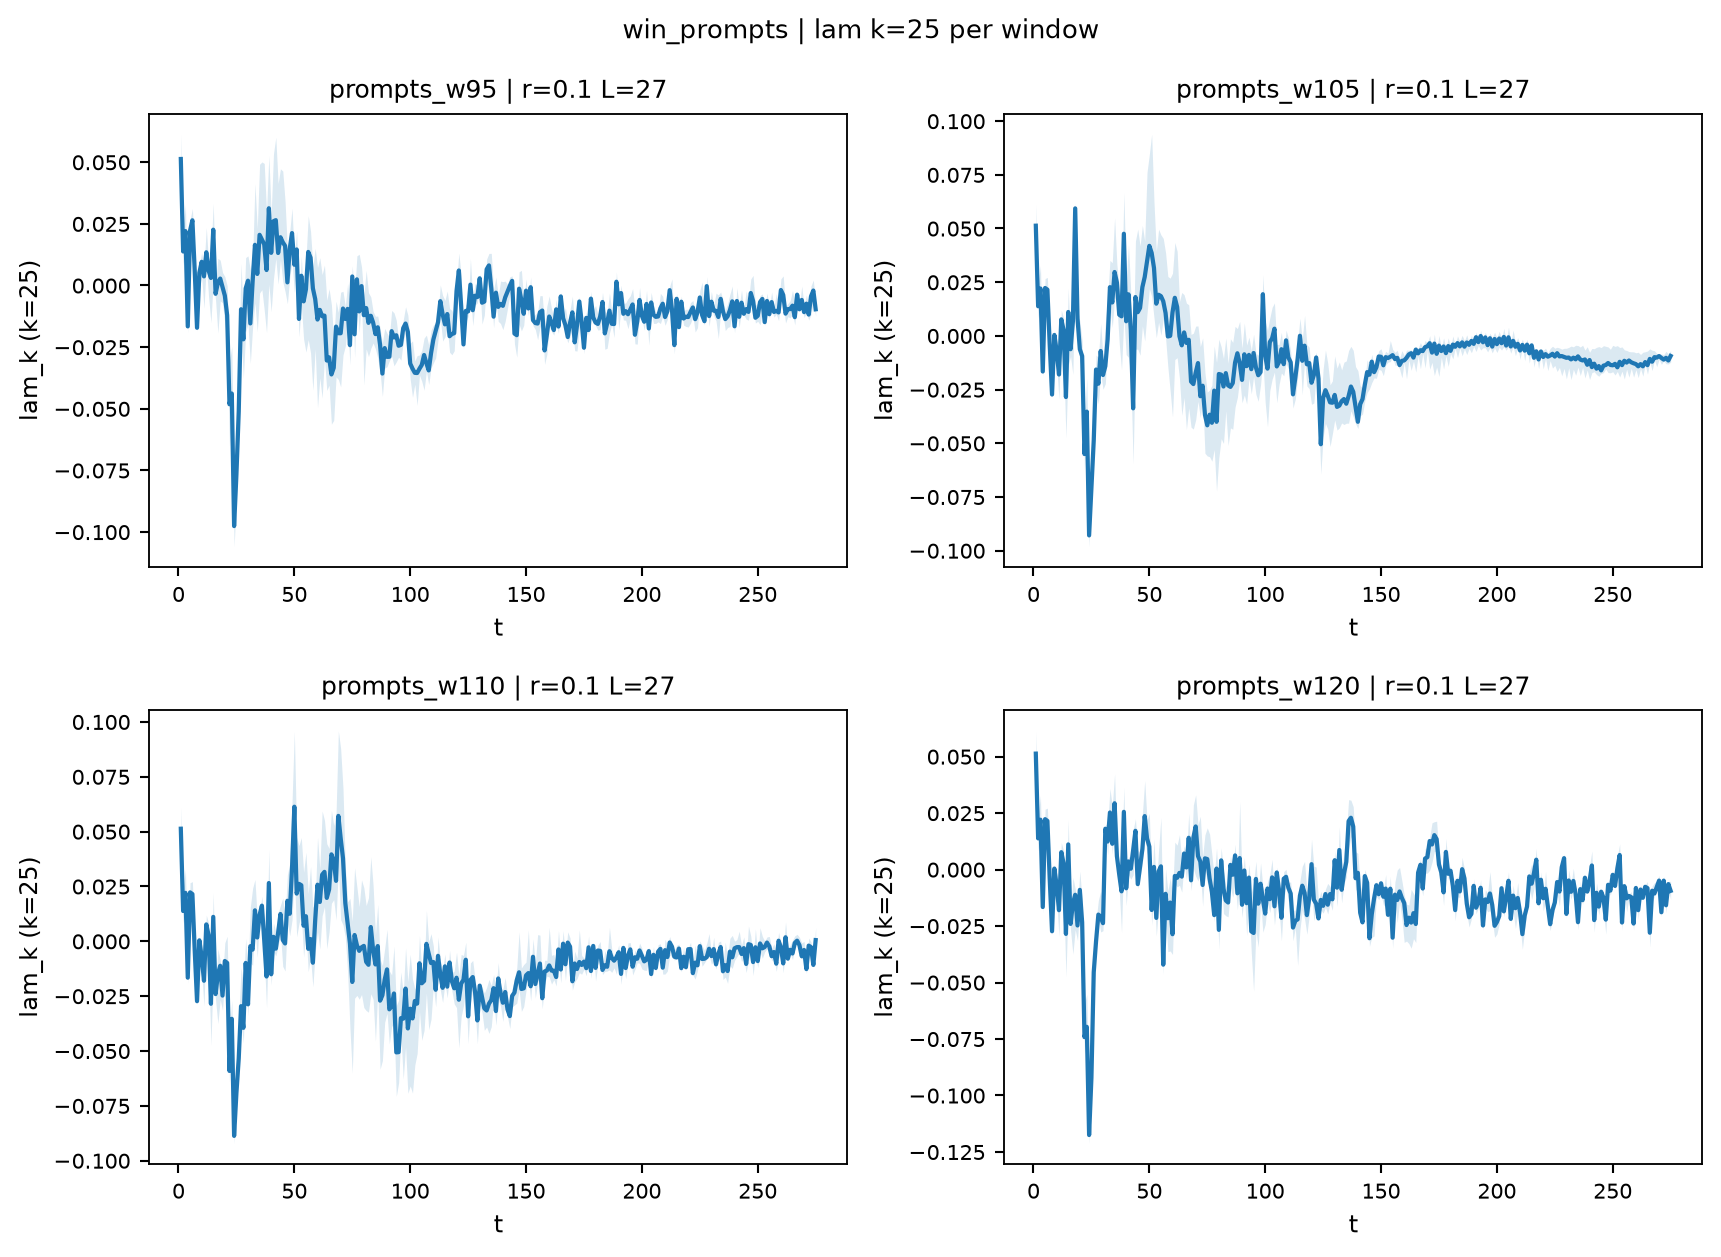 win_prompts | lam k=25 per window
prompts_w95 | r=0.1 L=27
lam_k (k=25)
0.050
0.025
0.000
−0.025
−0.050
−0.075
−0.100
0 50 100 150 200 250
t
prompts_w105 | r=0.1 L=27
lam_k (k=25)
0.100
0.075
0.050
0.025
0.000
−0.025
−0.050
−0.075
−0.100
0 50 100 150 200 250
t
prompts_w110 | r=0.1 L=27
lam_k (k=25)
0.100
0.075
0.050
0.025
0.000
−0.025
−0.050
−0.075
−0.100
0 50 100 150 200 250
t
prompts_w120 | r=0.1 L=27
lam_k (k=25)
0.050
0.025
0.000
−0.025
−0.050
−0.075
−0.100
−0.125
0 50 100 150 200 250
t